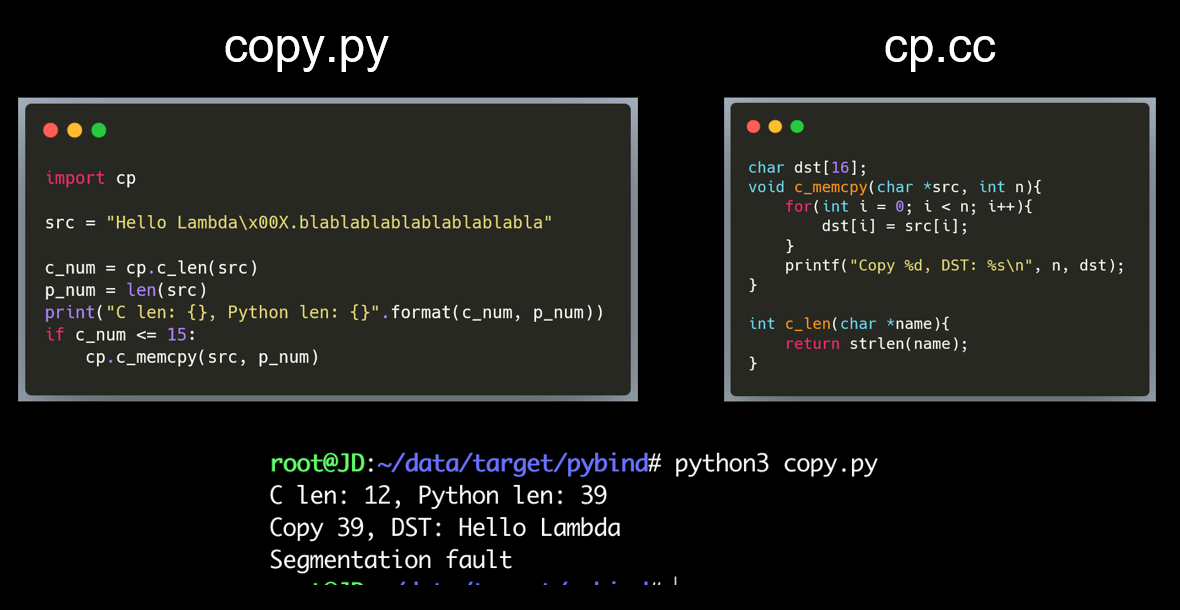 copy.py
import cp
src = "Hello Lambda\x00X.blablablablablablabla"
c_num = cp.c_len(src)
p_num = len(src)
print("C len: {}, Python len: {}".format(c_num, p_num))
if c_num <= 15:
    cp.c_memcpy(src, p_num)
cp.cc
char dst[16];
void c_memcpy(char *src, int n){
    for(int i = 0; i < n; i++){
        dst[i] = src[i];
    }
    printf("Copy %d, DST: %s\n", n, dst);
}
int c_len(char *name){
    return strlen(name);
}
root@JD:~/data/target/pybind# python3 copy.py
C len: 12, Python len: 39
Copy 39, DST: Hello Lambda
Segmentation fault